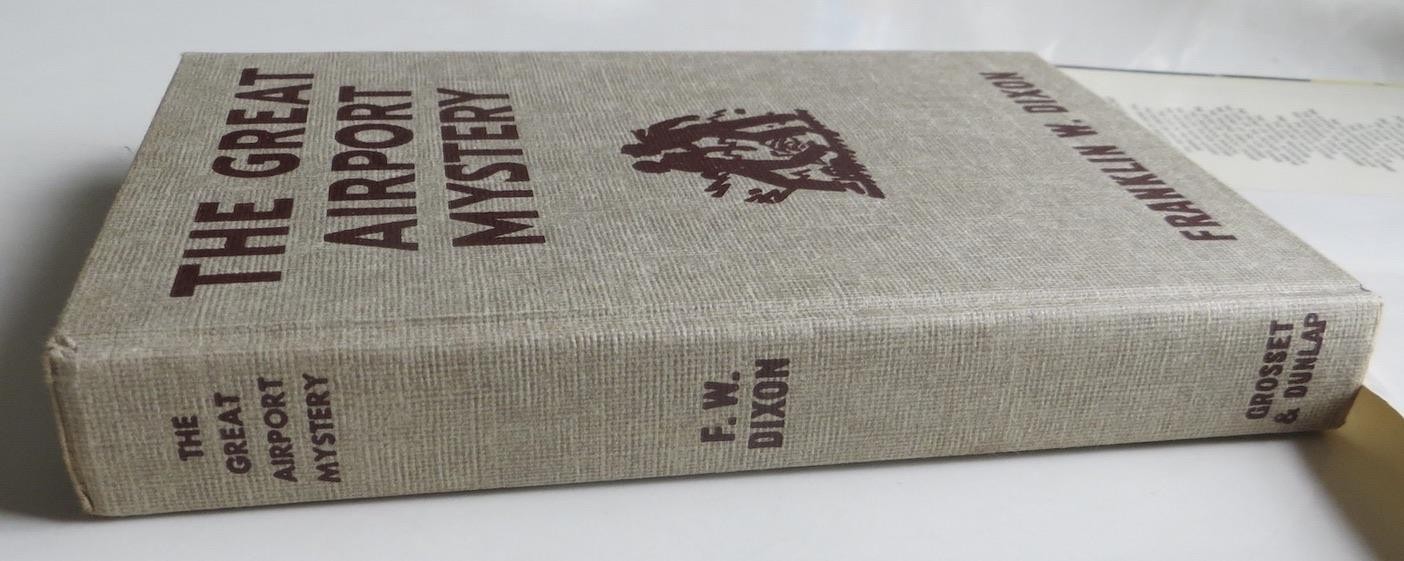 THE GREAT
AIRPORT
MYSTERY
FRANKLIN W. DIXON
THE
GREAT
AIRPORT
MYSTERY
F. W.
DIXON
GROSSET
& DUNLAP